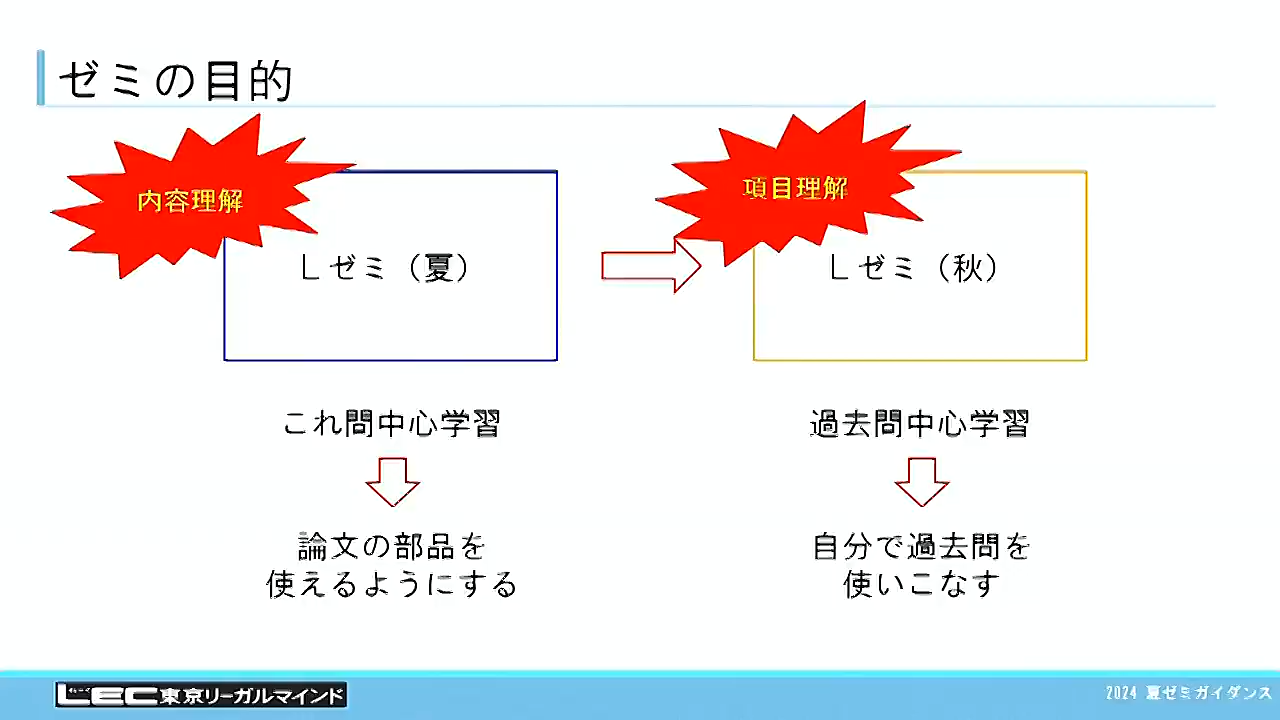 ゼミの目的
内容理解
項目理解
Lゼミ（夏）
Lゼミ（秋）
これ問中心学習
過去問中心学習
論文の部品を
使えるようにする
自分で過去問を
使いこなす
LEC東京リーガルマインド
2024 夏ゼミガイダンス